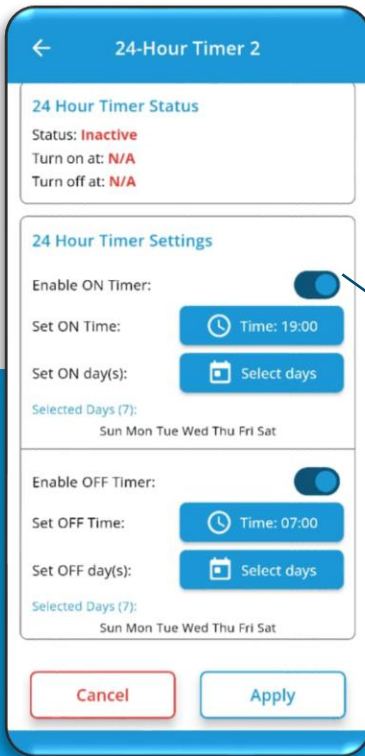 24-Hour Timer 2
24 Hour Timer Status
Status: Inactive
Turn on at: N/A
Turn off at: N/A
24 Hour Timer Settings
Enable ON Timer:
Set ON Time: Time: 19:00
Set ON day(s): Select days
Selected Days (7):
Sun Mon Tue Wed Thu Fri Sat
Enable OFF Timer:
Set OFF Time: Time: 07:00
Set OFF day(s): Select days
Selected Days (7):
Sun Mon Tue Wed Thu Fri Sat
Cancel Apply